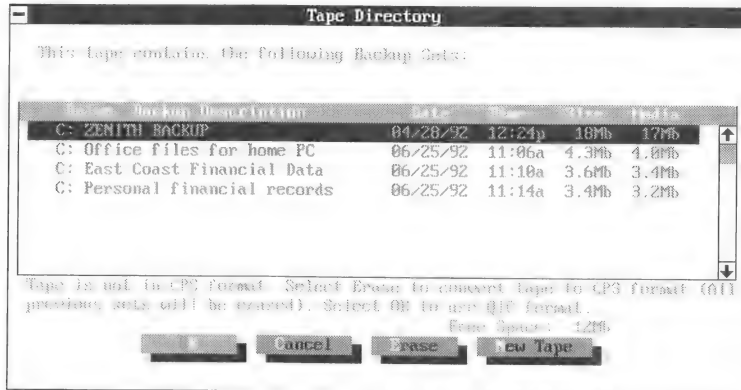 Tape Directory
This tape contains the following Backup Sets:
Backup Description Date Size Media
C: ZENITH BACKUP 04/28/92 12:24p 18Mb 17Mb
C: Office files for home PC 06/25/92 11:06a 4.3Mb 4.0Mb
C: East Coast Financial Data 06/25/92 11:10a 3.6Mb 3.4Mb
C: Personal financial records 06/25/92 11:14a 3.4Mb 3.2Mb
Tape is not in CPS format. Select Erase to convert tape to CPS format (All
previous sets will be erased). Select OK to use QIC format.
Free Space: 12Mb
Cancel Erase New Tape